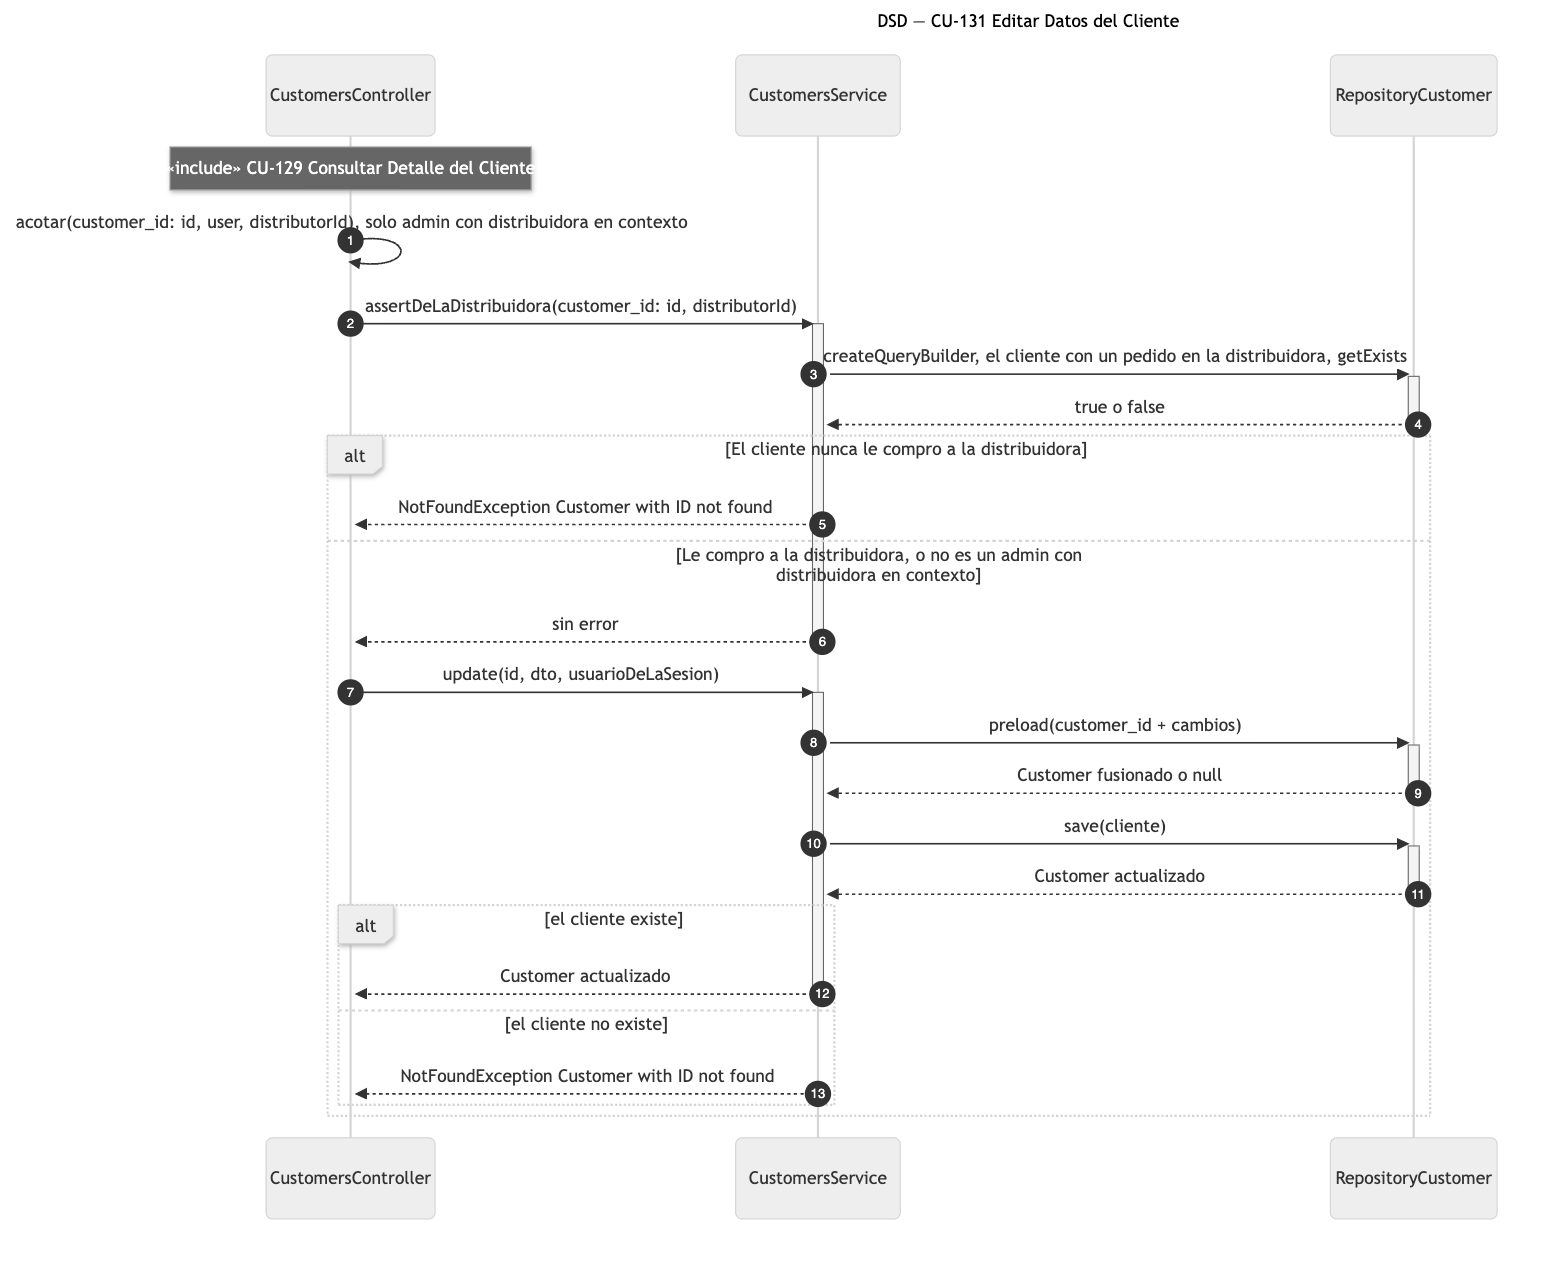 DSD — CU-131 Editar Datos del Cliente
CustomersController
CustomersService
RepositoryCustomer
«include» CU-129 Consultar Detalle del Cliente
acotar(customer_id: id, user, distributorId), solo admin con distribuidora en contexto
1
assertDeLaDistribuidora(customer_id: id, distributorId)
2
createQueryBuilder, el cliente con un pedido en la distribuidora, getExists
3
true o false
4
alt
[El cliente nunca le compro a la distribuidora]
NotFoundException Customer with ID not found
5
[Le compro a la distribuidora, o no es un admin con
distribuidora en contexto]
sin error
6
update(id, dto, usuarioDeLaSesion)
7
preload(customer_id + cambios)
8
Customer fusionado o null
9
save(cliente)
10
Customer actualizado
11
alt
[el cliente existe]
Customer actualizado
12
[el cliente no existe]
NotFoundException Customer with ID not found
13
CustomersController
CustomersService
RepositoryCustomer